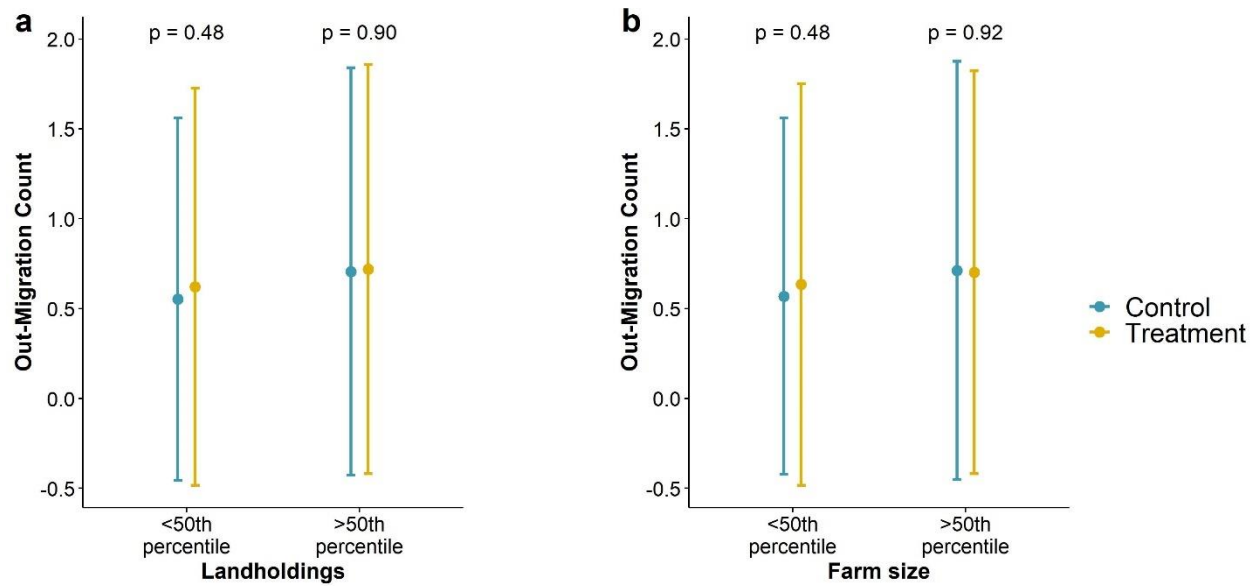 a
p = 0.48
p = 0.90
2.0
1.5
1.0
0.5
0.0
-0.5
Out-Migration Count
<50th
percentile
>50th
percentile
Landholdings
b
p = 0.48
p = 0.92
2.0
1.5
1.0
0.5
0.0
-0.5
Out-Migration Count
<50th
percentile
>50th
percentile
Farm size
Control
Treatment